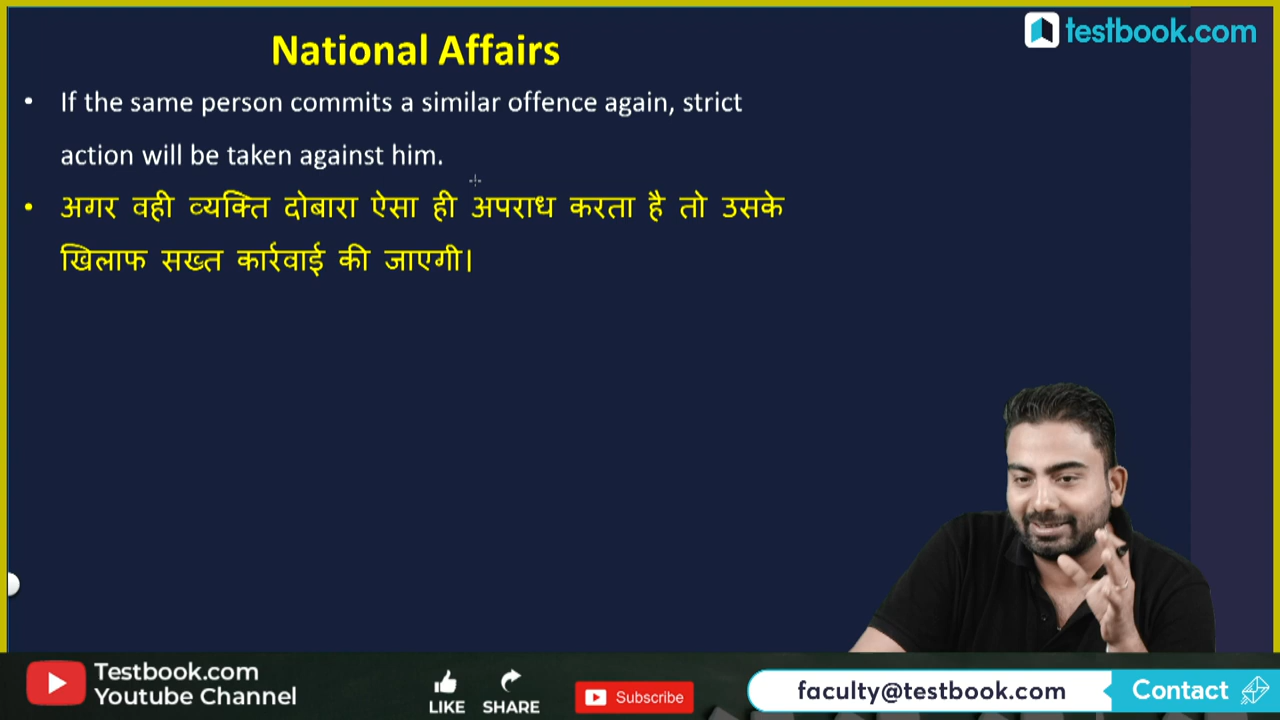 National Affairs
testbook.com
• If the same person commits a similar offence again, strict
action will be taken against him.
• अगर वही व्यक्ति दोबारा ऐसा ही अपराध करता है तो उसके
खिलाफ सख्त कार्रवाई की जाएगी।
Testbook.com
Youtube Channel
LIKE
SHARE
Subscribe
faculty@testbook.com
Contact